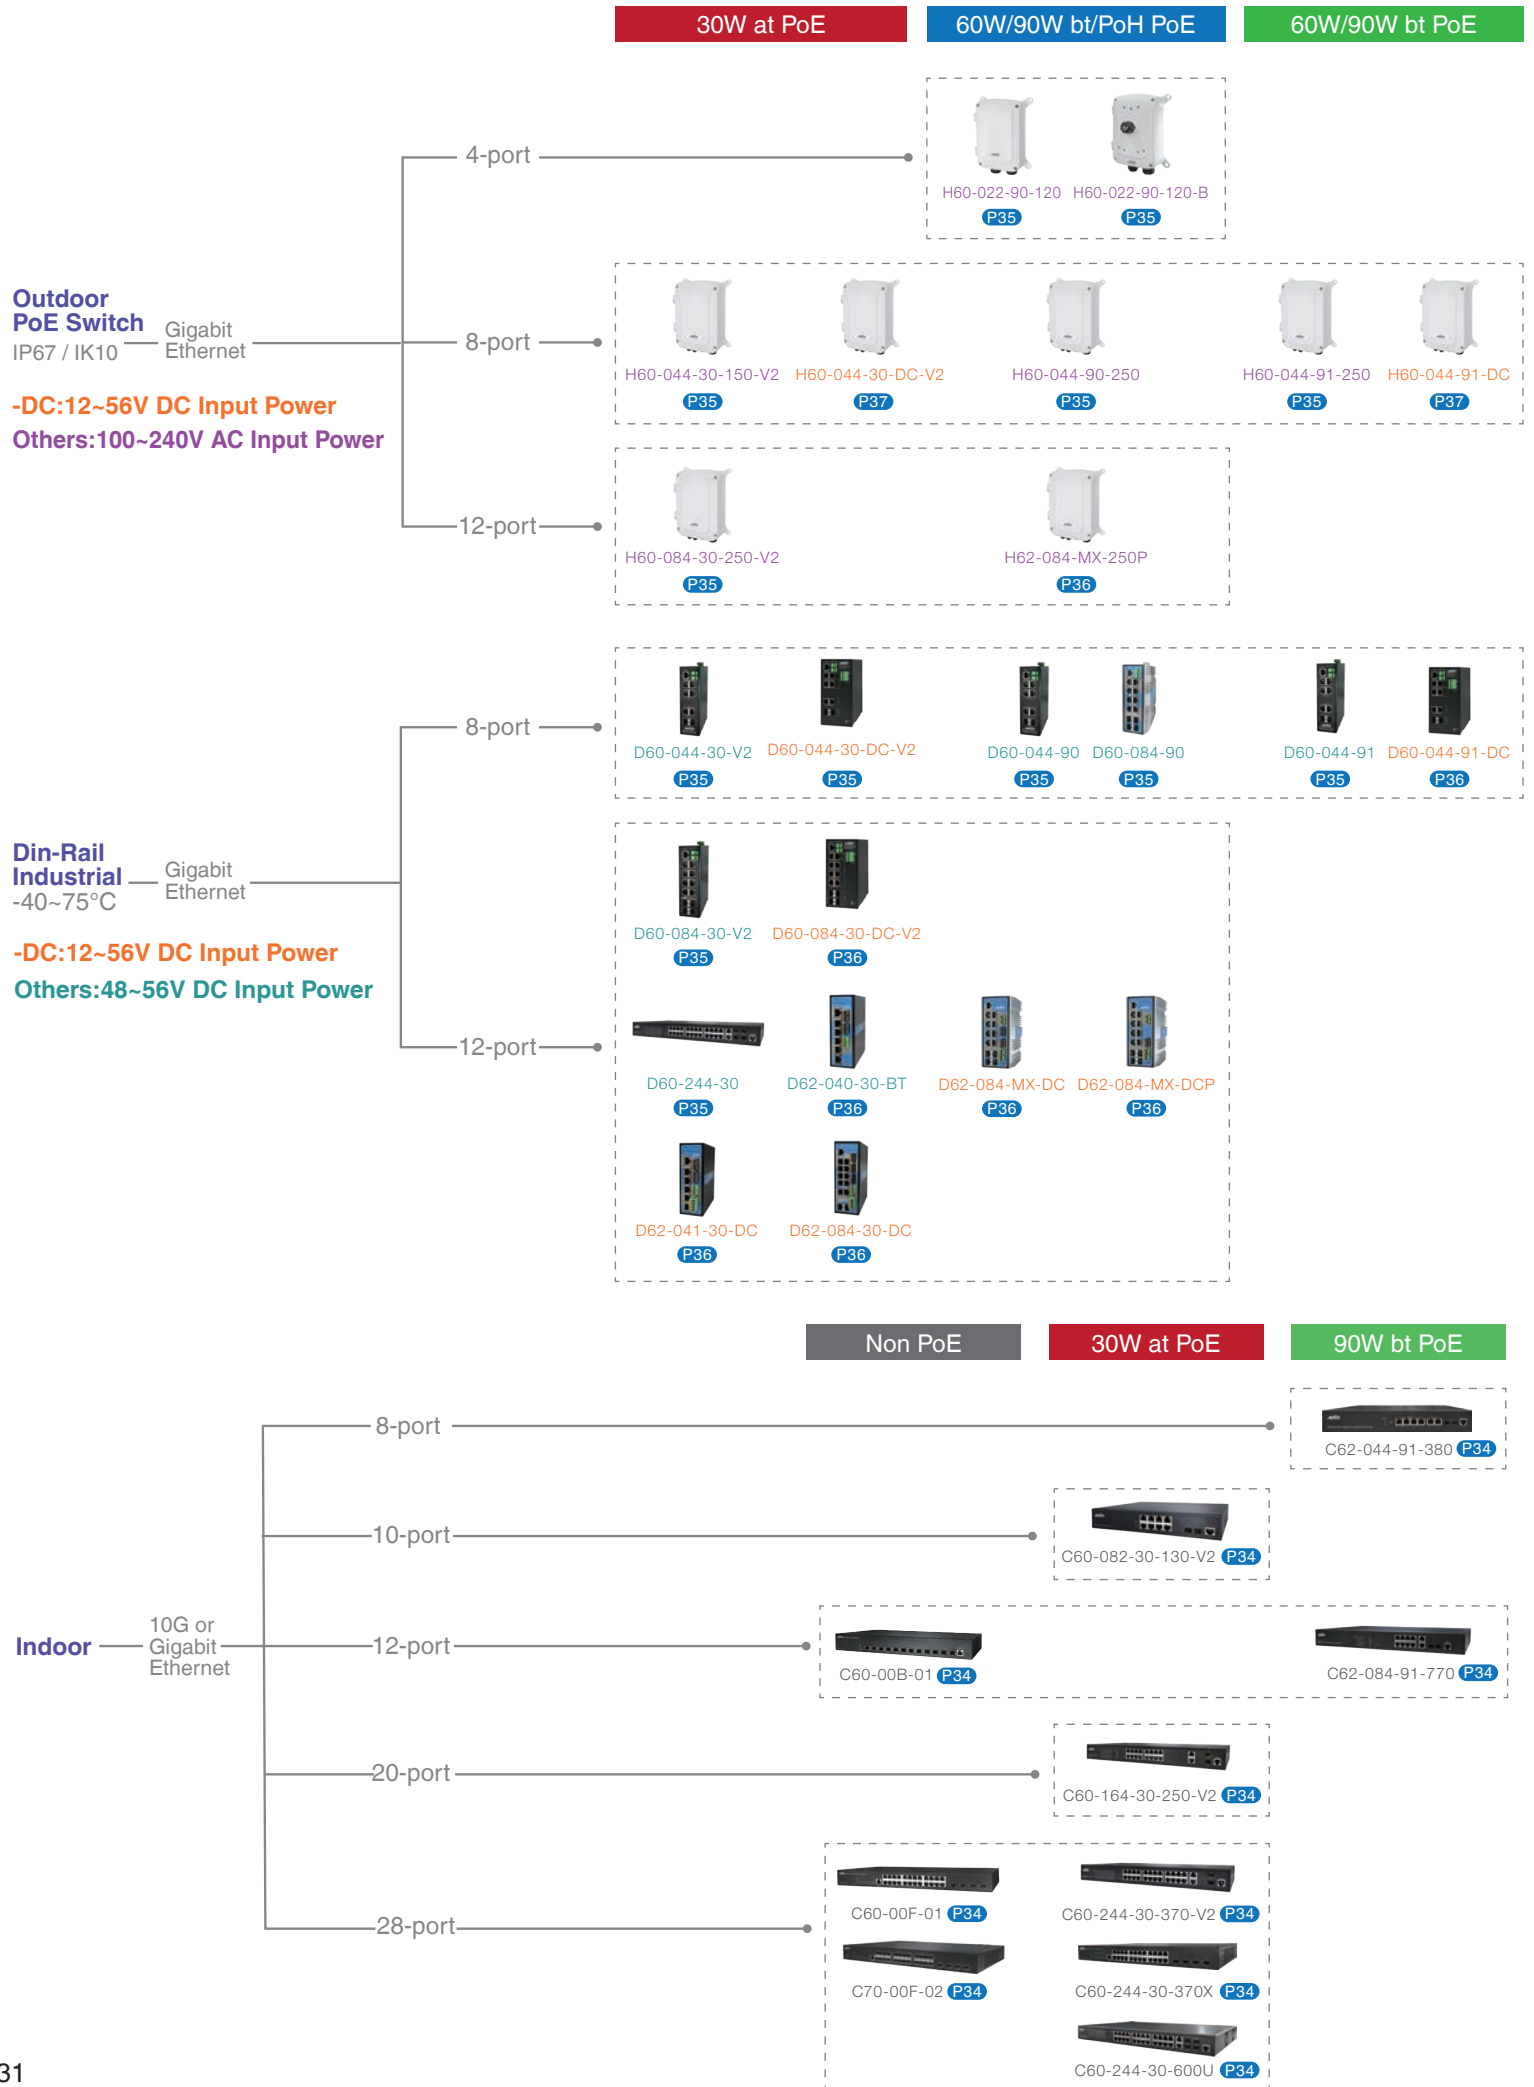 30W at PoE
60W/90W bt/PoH PoE
60W/90W bt PoE
4-port
H60-022-90-120
H60-022-90-120-B
P35
P35
Outdoor
PoE Switch
IP67 / IK10
Gigabit
Ethernet
-DC:12~56V DC Input Power
Others:100~240V AC Input Power
8-port
H60-044-30-150-V2
H60-044-30-DC-V2
H60-044-90-250
H60-044-91-250
H60-044-91-DC
P35
P37
P35
P35
P37
12-port
H60-084-30-250-V2
H62-084-MX-250P
P35
P36
8-port
D60-044-30-V2
D60-044-30-DC-V2
D60-044-90
D60-084-90
D60-044-91
D60-044-91-DC
P35
P35
P35
P35
P35
P36
Din-Rail
Industrial
-40~75°C
Gigabit
Ethernet
-DC:12~56V DC Input Power
Others:48~56V DC Input Power
D60-084-30-V2
D60-084-30-DC-V2
P35
P36
12-port
D60-244-30
D62-040-30-BT
D62-084-MX-DC
D62-084-MX-DCP
P35
P36
P36
P36
D62-041-30-DC
D62-084-30-DC
P36
P36
Non PoE
30W at PoE
90W bt PoE
8-port
C62-044-91-380 P34
10-port
C60-082-30-130-V2 P34
Indoor
10G or
Gigabit
Ethernet
12-port
C60-00B-01 P34
C62-084-91-770 P34
20-port
C60-164-30-250-V2 P34
28-port
C60-00F-01 P34
C60-244-30-370-V2 P34
C70-00F-02 P34
C60-244-30-370X P34
C60-244-30-600U P34
31